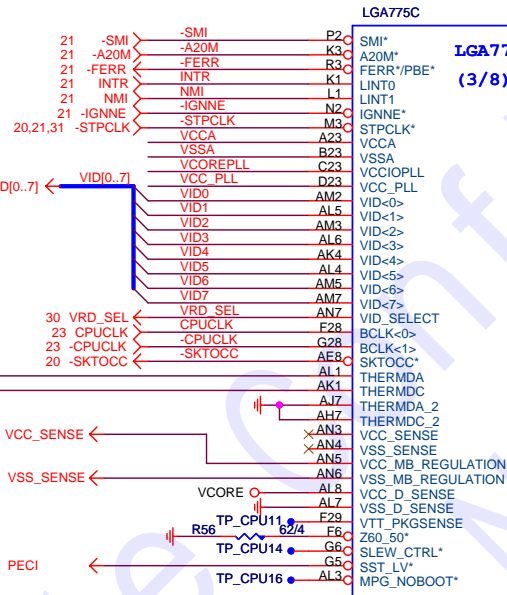 LGA775C
21 -SMI -SMI P2 SMI*
21 -A20M -A20M K3 A20M*
21 -FERR -FERR R3 FERR*/PBE*
21 INTR INTR K1 LINT0
21 NMI NMI L1 LINT1
21 -IGNNE -IGNNE N2 IGNNE*
20,21,31 -STPCLK -STPCLK M3 STPCLK*
VCCA A23 VCCA
VSSA B23 VSSA
VCOREPLL C23 VCCIOPLL
VCC_PLL D23 VCC_PLL
LGA77
(3/8)
D[0..7] VID[0..7]
VID0 AM2 VID<0>
VID1 AL5 VID<1>
VID2 AM3 VID<2>
VID3 AL6 VID<3>
VID4 AK4 VID<4>
VID5 AL4 VID<5>
VID6 AM5 VID<6>
VID7 AM7 VID<7>
30 VRD_SEL VRD_SEL AN7 VID_SELECT
23 CPUCLK CPUCLK F28 BCLK<0>
23 -CPUCLK -CPUCLK G28 BCLK<1>
20 -SKTOCC -SKTOCC AE8 SKTOCC*
AL1 THERMDA
AK1 THERMDC
AJ7 THERMDA_2
AH7 THERMDC_2
AN3 VCC_SENSE
AN4 VSS_SENSE
VCC_SENSE AN5 VCC_MB_REGULATION
VSS_SENSE AN6 VSS_MB_REGULATION
VCORE AL8 VCC_D_SENSE
AL7 VSS_D_SENSE
TP_CPU11 F29 VTT_PKGSENSE
R56 62/4 F6 Z60_50*
TP_CPU14 G6 SLEW_CTRL*
PECI G5 SST_LV*
TP_CPU16 AL3 MPG_NOBOOT*